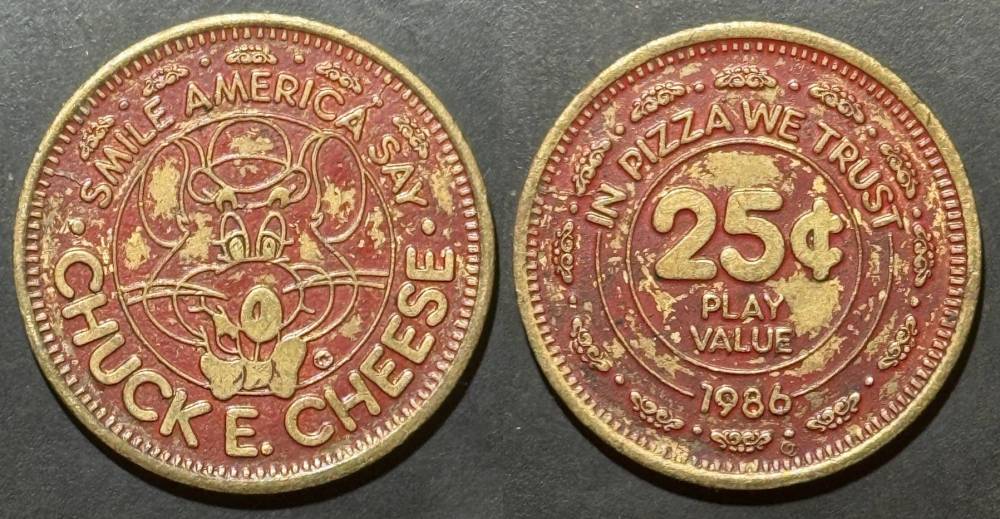 SMILE AMERICA SAY
CHUCK E. CHEESE
IN PIZZA WE TRUST
25¢
PLAY
VALUE
1986